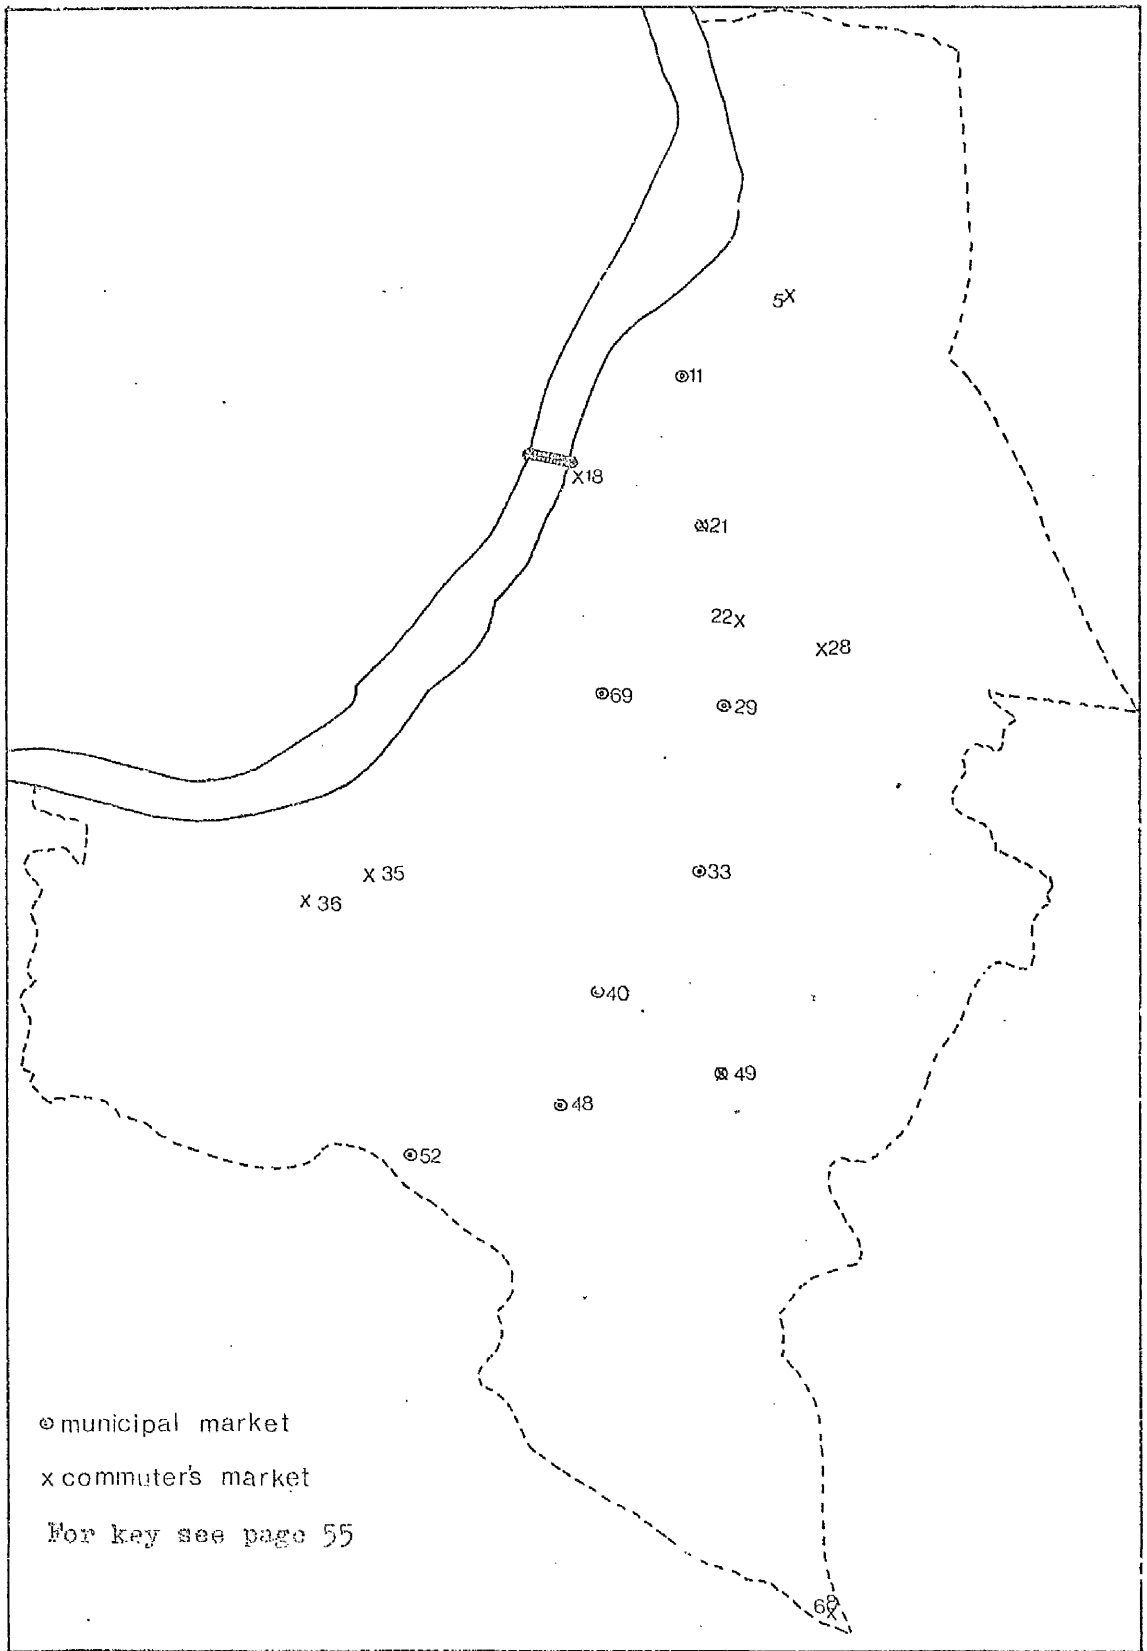 5x
⊙11
x18
⊗21
22x
x28
⊙69
⊙29
x 35
x 36
⊙33
⊙40
⊗ 49
⊙48
⊙52
68
x
⊙ municipal market
x commuter's market
For key see page 55